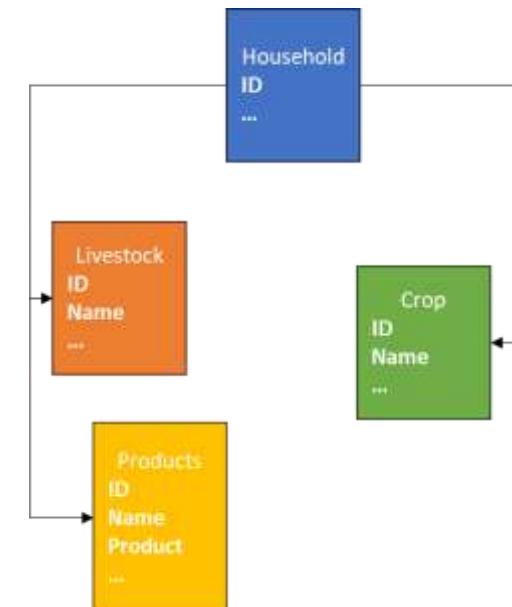 Household
ID
...
Livestock
ID
Name
...
Crop
ID
Name
...
Products
ID
Name
Product
...